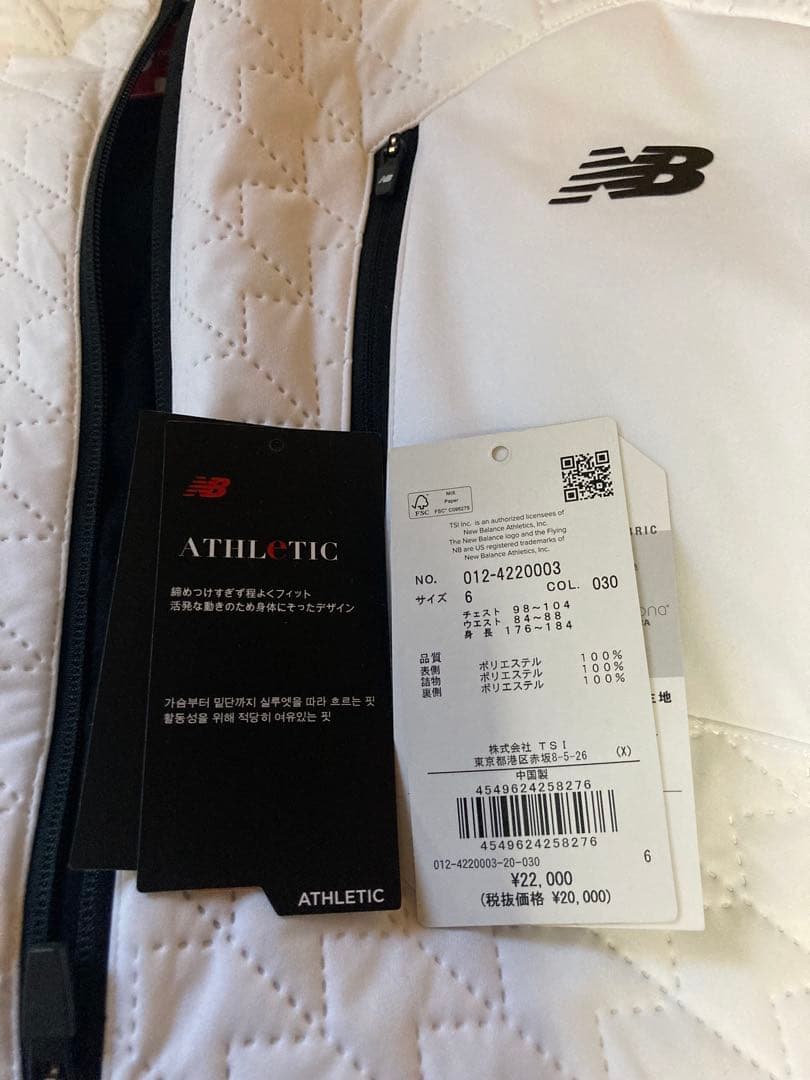 NB
NB
NB
ATHLeTIC
締めつけすぎず程よくフィット
活発な動きのため身体にそったデザイン
가슴부터 밑단까지 실루엣을 따라 흐르는 핏
활동성을 위해 적당히 여유있는 핏
ATHLETIC
FSC
MIX
Paper
TSI Inc. is an authorized licensees of
New Balance Athletics, Inc.
The New Balance logo and the Flying
NB are US registered trademarks of
New Balance Athletics, Inc.
NO. 012-4220003
サイズ 6 COL. 030
チェスト 98～104
ウエスト 84～88
身 長 176～184
品質
表側 ポリエステル 100%
詰物 ポリエステル 100%
裏側 ポリエステル 100%
株式会社 TSI
東京都港区赤坂8-5-26 (X)
中国製
4549624258276
4549624258276
012-4220003-20-030 6
¥22,000
(税抜価格 ¥20,000)